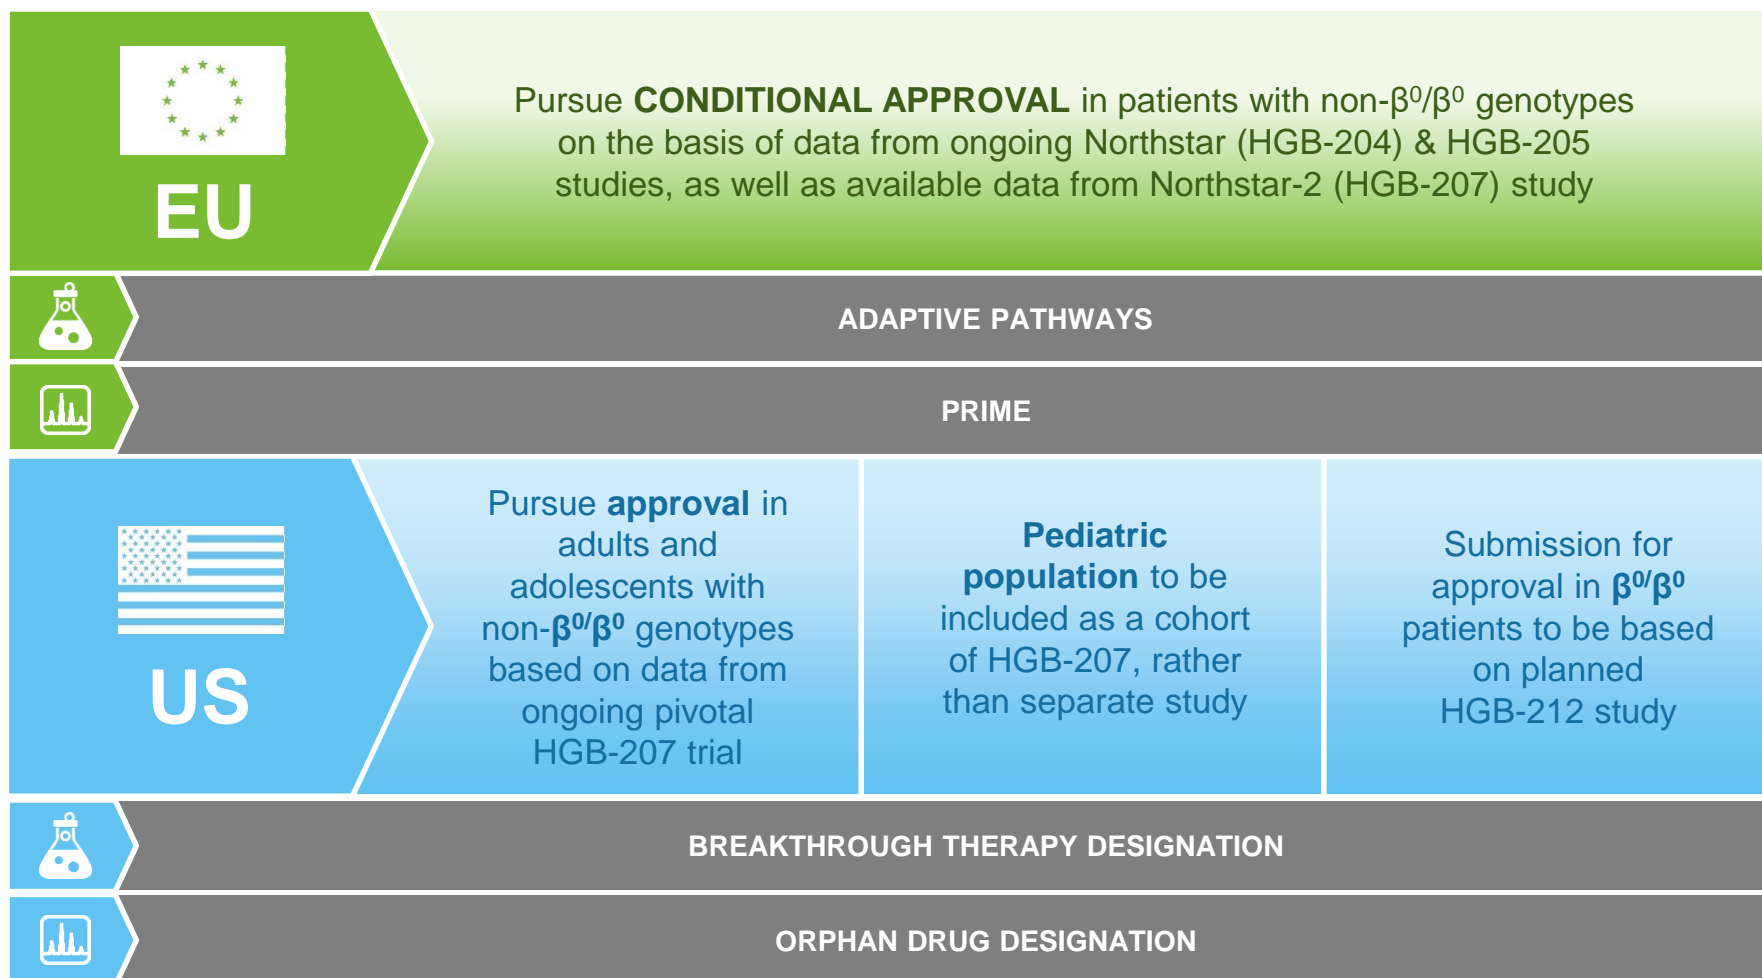 EU
Pursue CONDITIONAL APPROVAL in patients with non-β⁰/β⁰ genotypes
on the basis of data from ongoing Northstar (HGB-204) & HGB-205
studies, as well as available data from Northstar-2 (HGB-207) study
ADAPTIVE PATHWAYS
PRIME
US
Pursue approval in
adults and
adolescents with
non-β⁰/β⁰ genotypes
based on data from
ongoing pivotal
HGB-207 trial
Pediatric
population to be
included as a cohort
of HGB-207, rather
than separate study
Submission for
approval in β⁰/β⁰
patients to be based
on planned
HGB-212 study
BREAKTHROUGH THERAPY DESIGNATION
ORPHAN DRUG DESIGNATION